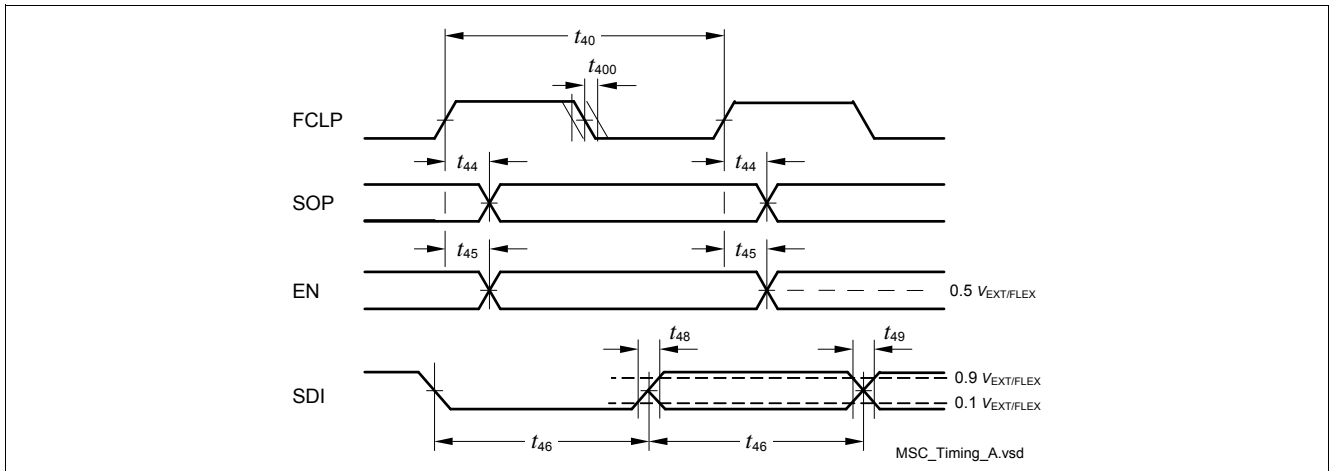 t40
t400
FCLP
t44
t44
SOP
t45
t45
EN
0.5 VEXT/FLEX
t48
t49
SDI
0.9 VEXT/FLEX
0.1 VEXT/FLEX
t46
t46
MSC_Timing_A.vsd